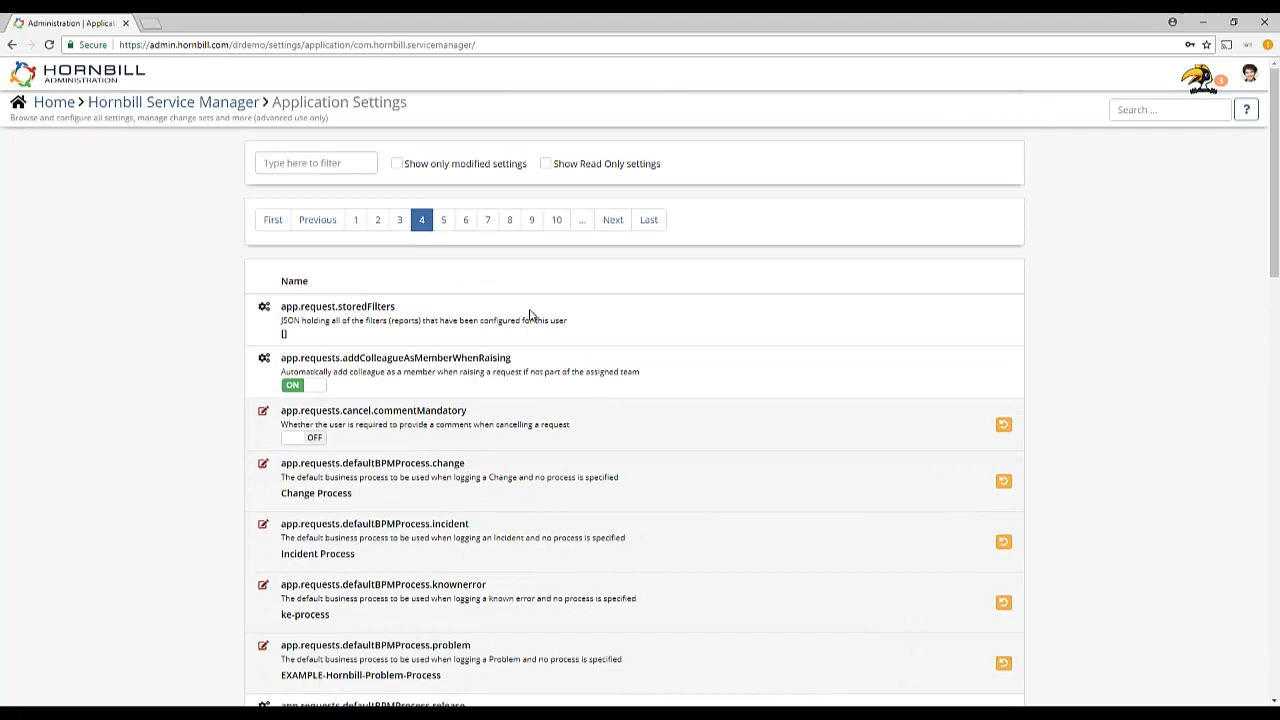 Administration | Applicat
Secure https://admin.hornbill.com/drdemo/settings/application/com.hornbill.servicemanager/
HORNBILL
ADMINISTRATION
3
Home > Hornbill Service Manager > Application Settings
Browse and configure all settings, manage change sets and more (advanced use only)
Search ...
?
Type here to filter Show only modified settings Show Read Only settings
First Previous 1 2 3 4 5 6 7 8 9 10 ... Next Last
Name
app.request.storedFilters
JSON holding all of the filters (reports) that have been configured for this user
[]
app.requests.addColleagueAsMemberWhenRaising
Automatically add colleague as a member when raising a request if not part of the assigned team
ON
app.requests.cancel.commentMandatory
Whether the user is required to provide a comment when cancelling a request
OFF
app.requests.defaultBPMProcess.change
The default business process to be used when logging a Change and no process is specified
Change Process
app.requests.defaultBPMProcess.incident
The default business process to be used when logging an Incident and no process is specified
Incident Process
app.requests.defaultBPMProcess.knownerror
The default business process to be used when logging a known error and no process is specified
ke-process
app.requests.defaultBPMProcess.problem
The default business process to be used when logging a Problem and no process is specified
EXAMPLE-Hornbill-Problem-Process
app.requests.defaultBPMProcess.release